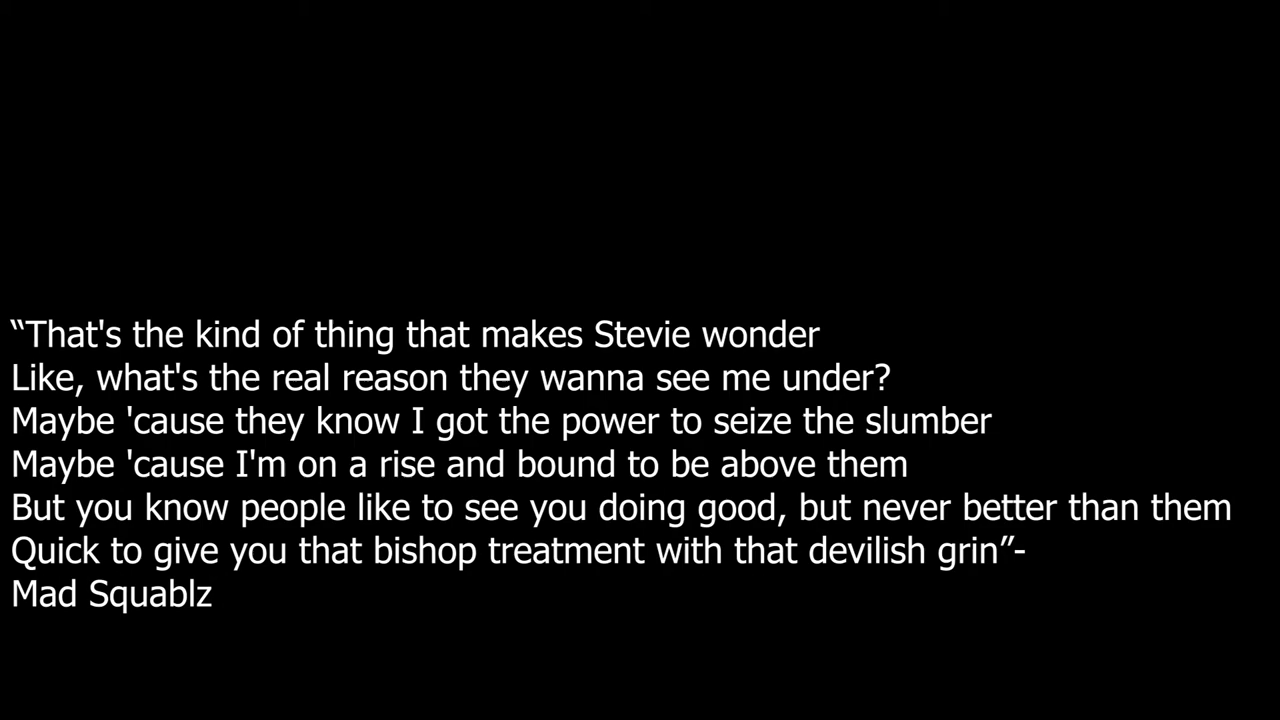 “That's the kind of thing that makes Stevie wonder
Like, what's the real reason they wanna see me under?
Maybe 'cause they know I got the power to seize the slumber
Maybe 'cause I'm on a rise and bound to be above them
But you know people like to see you doing good, but never better than them
Quick to give you that bishop treatment with that devilish grin”-
Mad Squablz